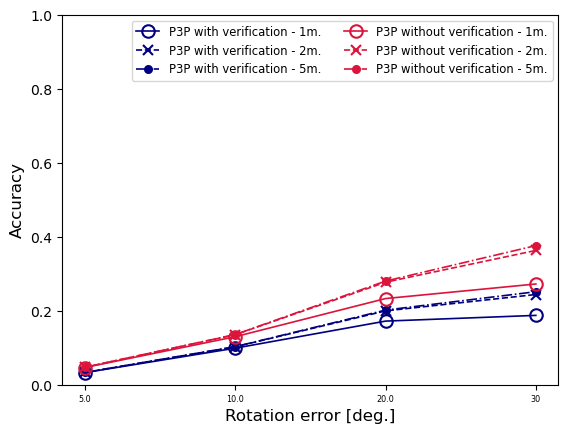 1.0
0.8
0.6
0.4
0.2
0.0
Accuracy
P3P with verification - 1m.
P3P with verification - 2m.
P3P with verification - 5m.
P3P without verification - 1m.
P3P without verification - 2m.
P3P without verification - 5m.
5.0 10.0 20.0 30
Rotation error [deg.]